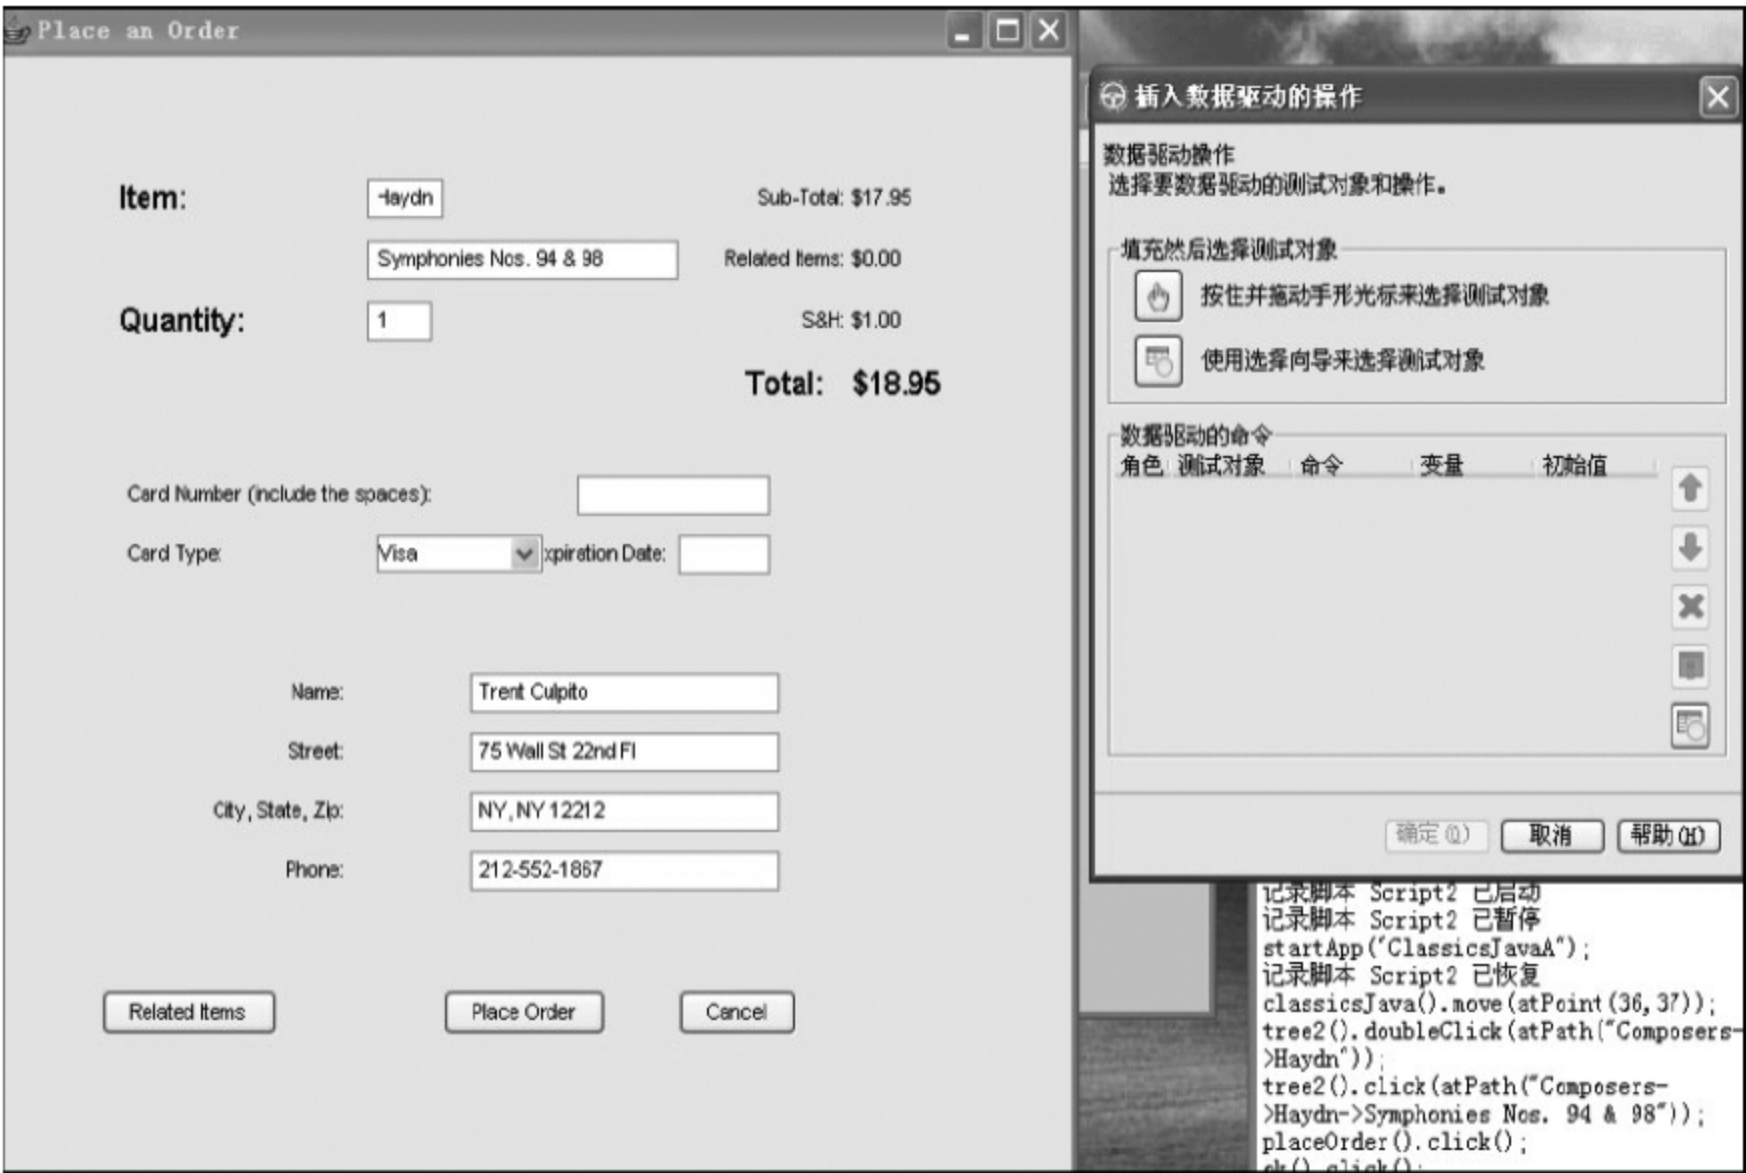 Place an Order
Item:
Haydn
Sub-Total: $17.95
Symphonies Nos. 94 & 98
Related Items: $0.00
Quantity:
1
S&H: $1.00
Total: $18.95
Card Number (include the spaces):
Card Type:
Visa
xpiration Date:
Name:
Trent Culpito
Street:
75 Wall St 22nd Fl
City, State, Zip:
NY, NY 12212
Phone:
212-552-1867
Related Items
Place Order
Cancel
插入数据驱动的操作
数据驱动操作
选择要数据驱动的测试对象和操作。
填充然后选择测试对象
按住并拖动手形光标来选择测试对象
使用选择向导来选择测试对象
数据驱动的命令
角色 测试对象 命令 变量 初始值
确定(O)
取消
帮助(H)
记录脚本 Script2 已启动
记录脚本 Script2 已暂停
startApp("ClassicsJavaA");
记录脚本 Script2 已恢复
classicsJava().move(atPoint(36,37));
tree2().doubleClick(atPath("Composers-
>Haydn"));
tree2().click(atPath("Composers-
>Haydn->Symphonies Nos. 94 & 98"));
placeOrder().click();
ok().click();